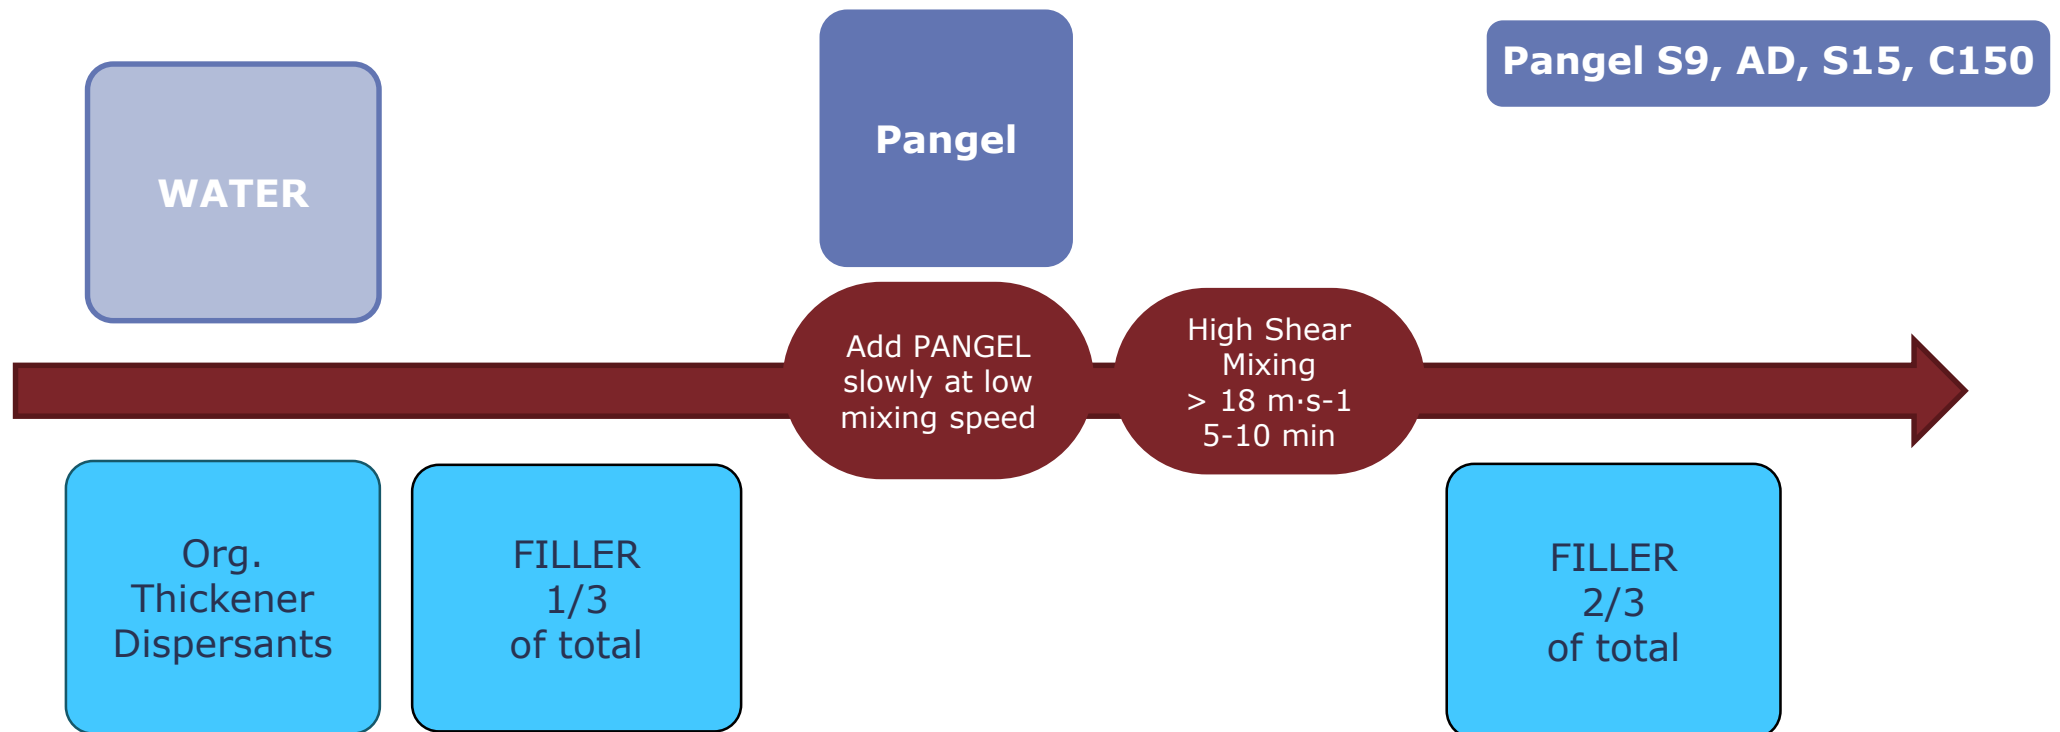 Pangel S9, AD, S15, C150
WATER
Pangel
Add PANGEL
slowly at low
mixing speed
High Shear
Mixing
> 18 m·s-1
5-10 min
Org.
Thickener
Dispersants
FILLER
1/3
of total
FILLER
2/3
of total